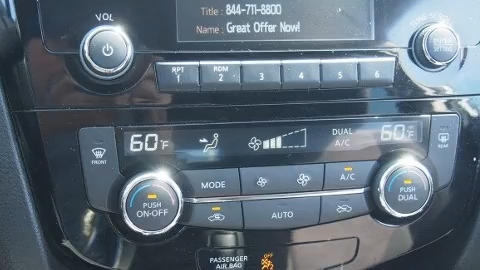 VOL
Title : 844-711-8800
Name : Great Offer Now!
RPT 1
RDM 2
3
4
5
6
FRONT
60°F
DUAL A/C
60°F
REAR
PUSH ON·OFF
MODE
A/C
PUSH DUAL
AUTO
PASSENGER AIR BAG
OFF